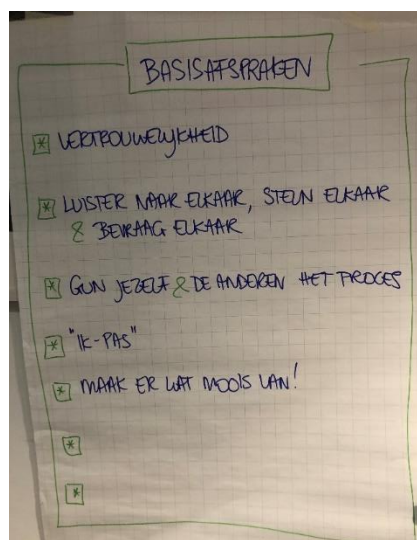 BASISAFSPRAKEN
* VERTROUWELIJKHEID
* LUISTER NAAR ELKAAR, STEUN ELKAAR
& BEVRAAG ELKAAR
* GUN JEZELF & DE ANDEREN HET PROCES
* "IK-PAS"
* MAAK ER WAT MOOIS VAN!
*
*